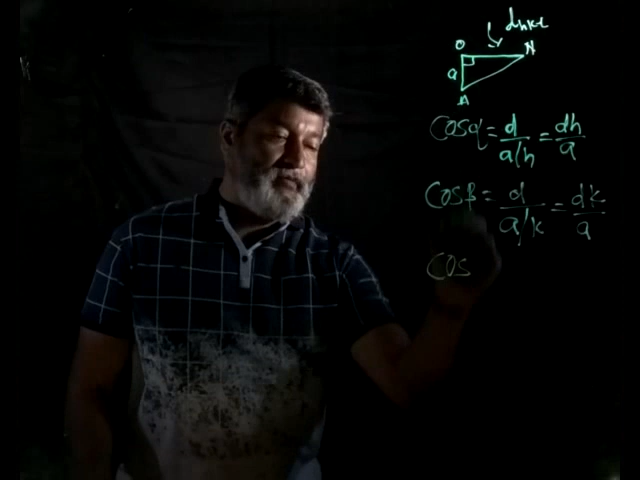 dhkl
O N
a
A
Cosα = d/(a/h) = dh/a
Cosβ = d/(a/k) = dk/a
Cos